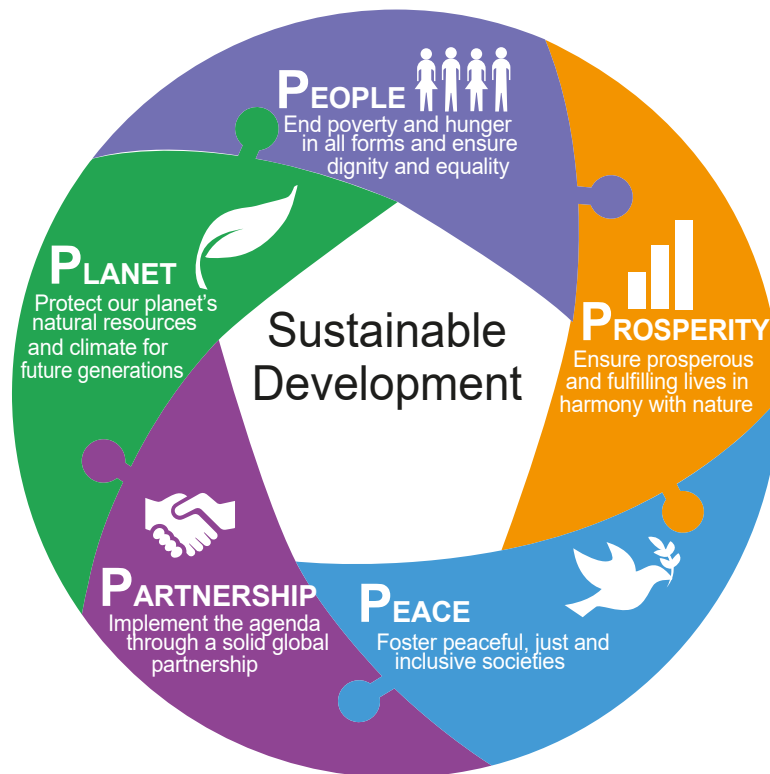 PEOPLE
End poverty and hunger
in all forms and ensure
dignity and equality
PLANET
Protect our planet's
natural resources
and climate for
future generations
Sustainable
Development
PROSPERITY
Ensure prosperous
and fulfilling lives in
harmony with nature
PARTNERSHIP
Implement the agenda
through a solid global
partnership
PEACE
Foster peaceful, just and
inclusive societies